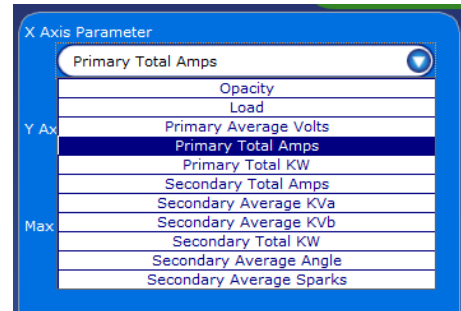 X Axis Parameter
Primary Total Amps
Opacity
Load
Primary Average Volts
Y Ax
Primary Total Amps
Primary Total KW
Secondary Total Amps
Secondary Average KVa
Secondary Average KVb
Max
Secondary Total KW
Secondary Average Angle
Secondary Average Sparks